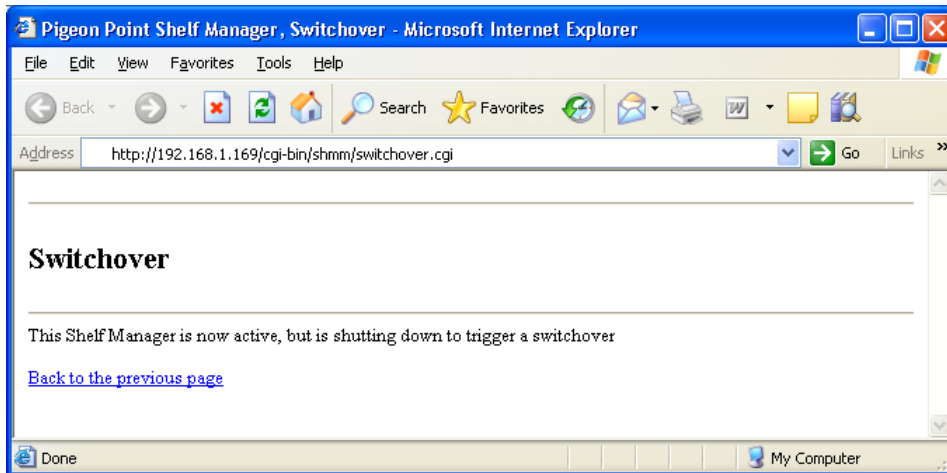 Pigeon Point Shelf Manager, Switchover - Microsoft Internet Explorer
File Edit View Favorites Tools Help
Back Search Favorites W
Address http://192.168.1.169/cgi-bin/shmm/switchover.cgi Go Links »
Switchover
This Shelf Manager is now active, but is shutting down to trigger a switchover
Back to the previous page
Done My Computer